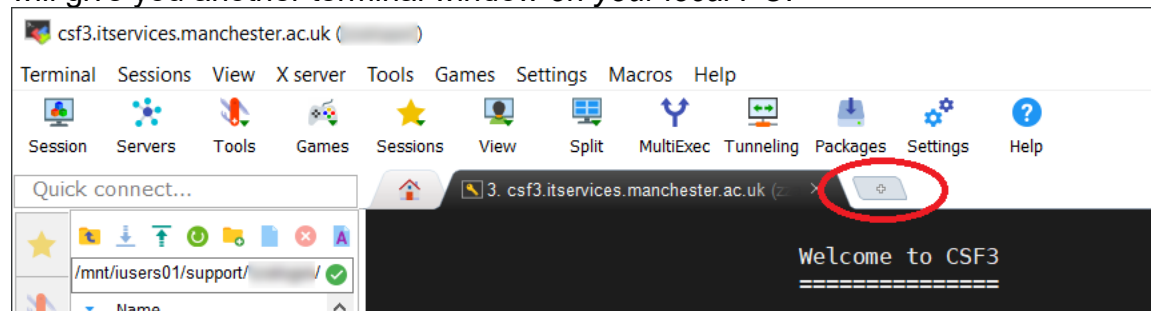 will give you another terminal window on your local PC.
csf3.itservices.manchester.ac.uk ( )
Terminal Sessions View X server Tools Games Settings Macros Help
Session Servers Tools Games Sessions View Split MultiExec Tunneling Packages Settings Help
Quick connect...
3. csf3.itservices.manchester.ac.uk (
/mnt/iusers01/support/ /
Welcome to CSF3
===============
Name